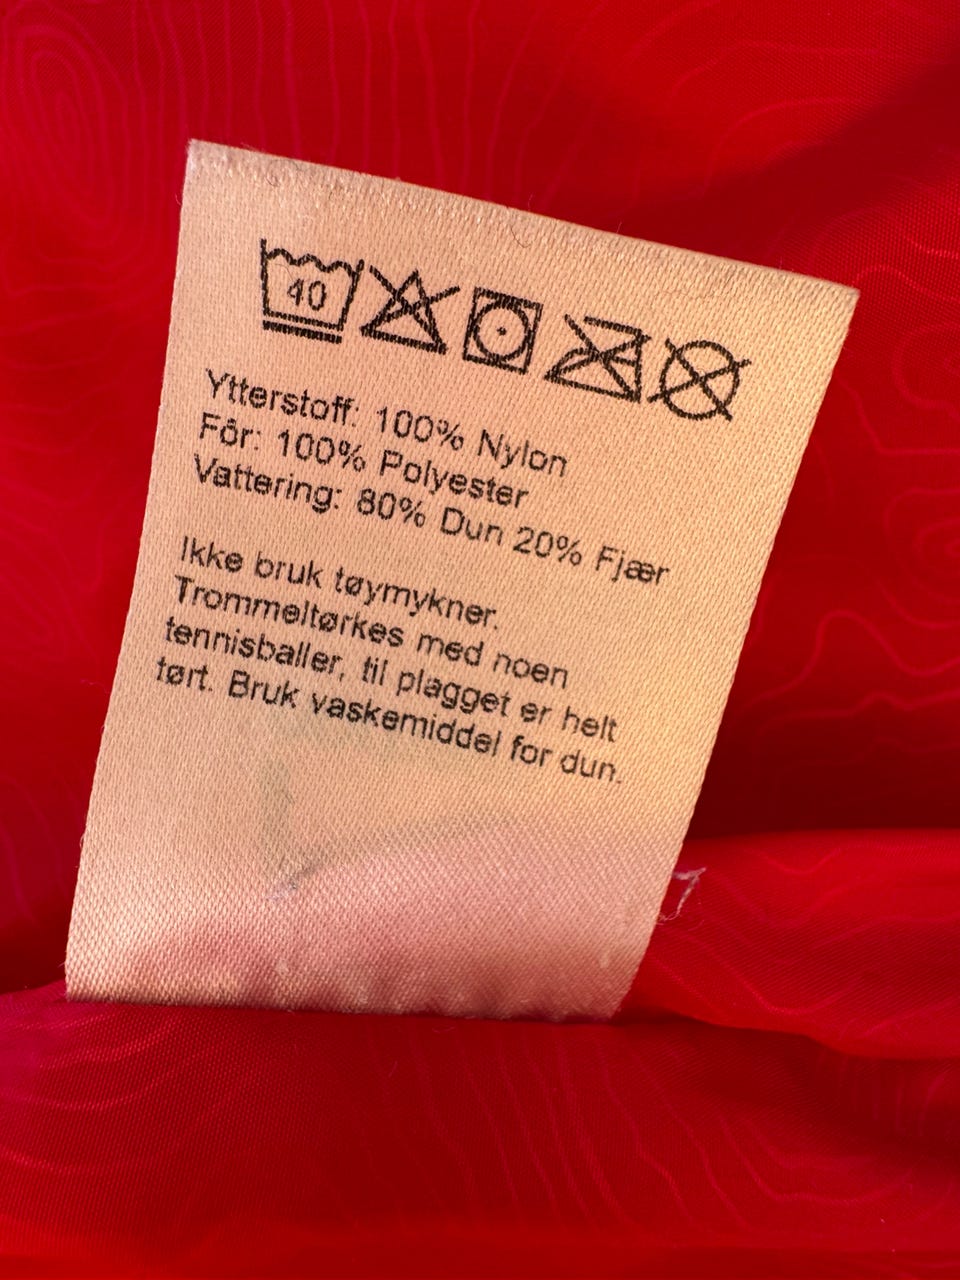 40
Ytterstoff: 100% Nylon
Fôr: 100% Polyester
Vattering: 80% Dun 20% Fjær
Ikke bruk tøymykner.
Trommeltørkes med noen
tennisballer, til plagget er helt
tørt. Bruk vaskemiddel for dun.